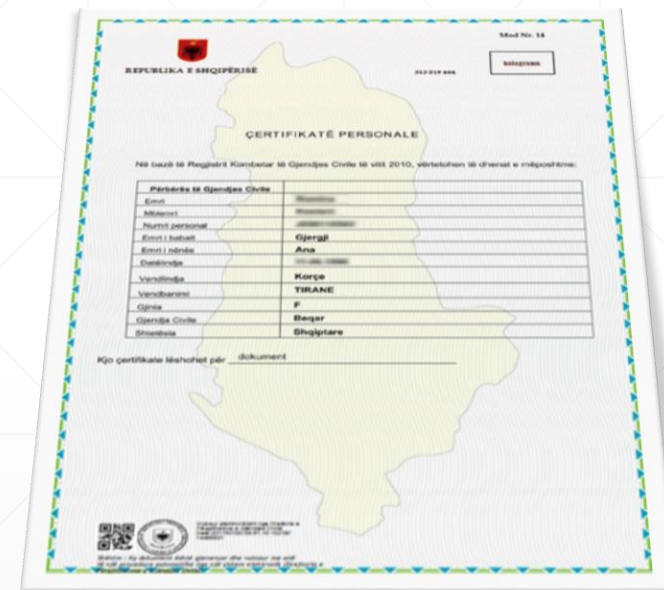 Mod Nr. 14
hologram
REPUBLIKA E SHQIPËRISË
ÇERTIFIKATË PERSONALE
Në bazë të Regjistrit Kombetar të Gjendjes Civile të vitit 2010, vërtetohen të dhenat e mëposhtme:
Përbërës të Gjendjes Civile
Emri
Mbiemri
Numri personal
Emri i babait Gjergji
Emri i nënës Ana
Datëlindja
Vendlindja Korçe
Vendbanimi TIRANE
Gjinia F
Gjendja Civile Beqar
Shtetësia Shqiptare
Kjo çertifikate lëshohet për dokument